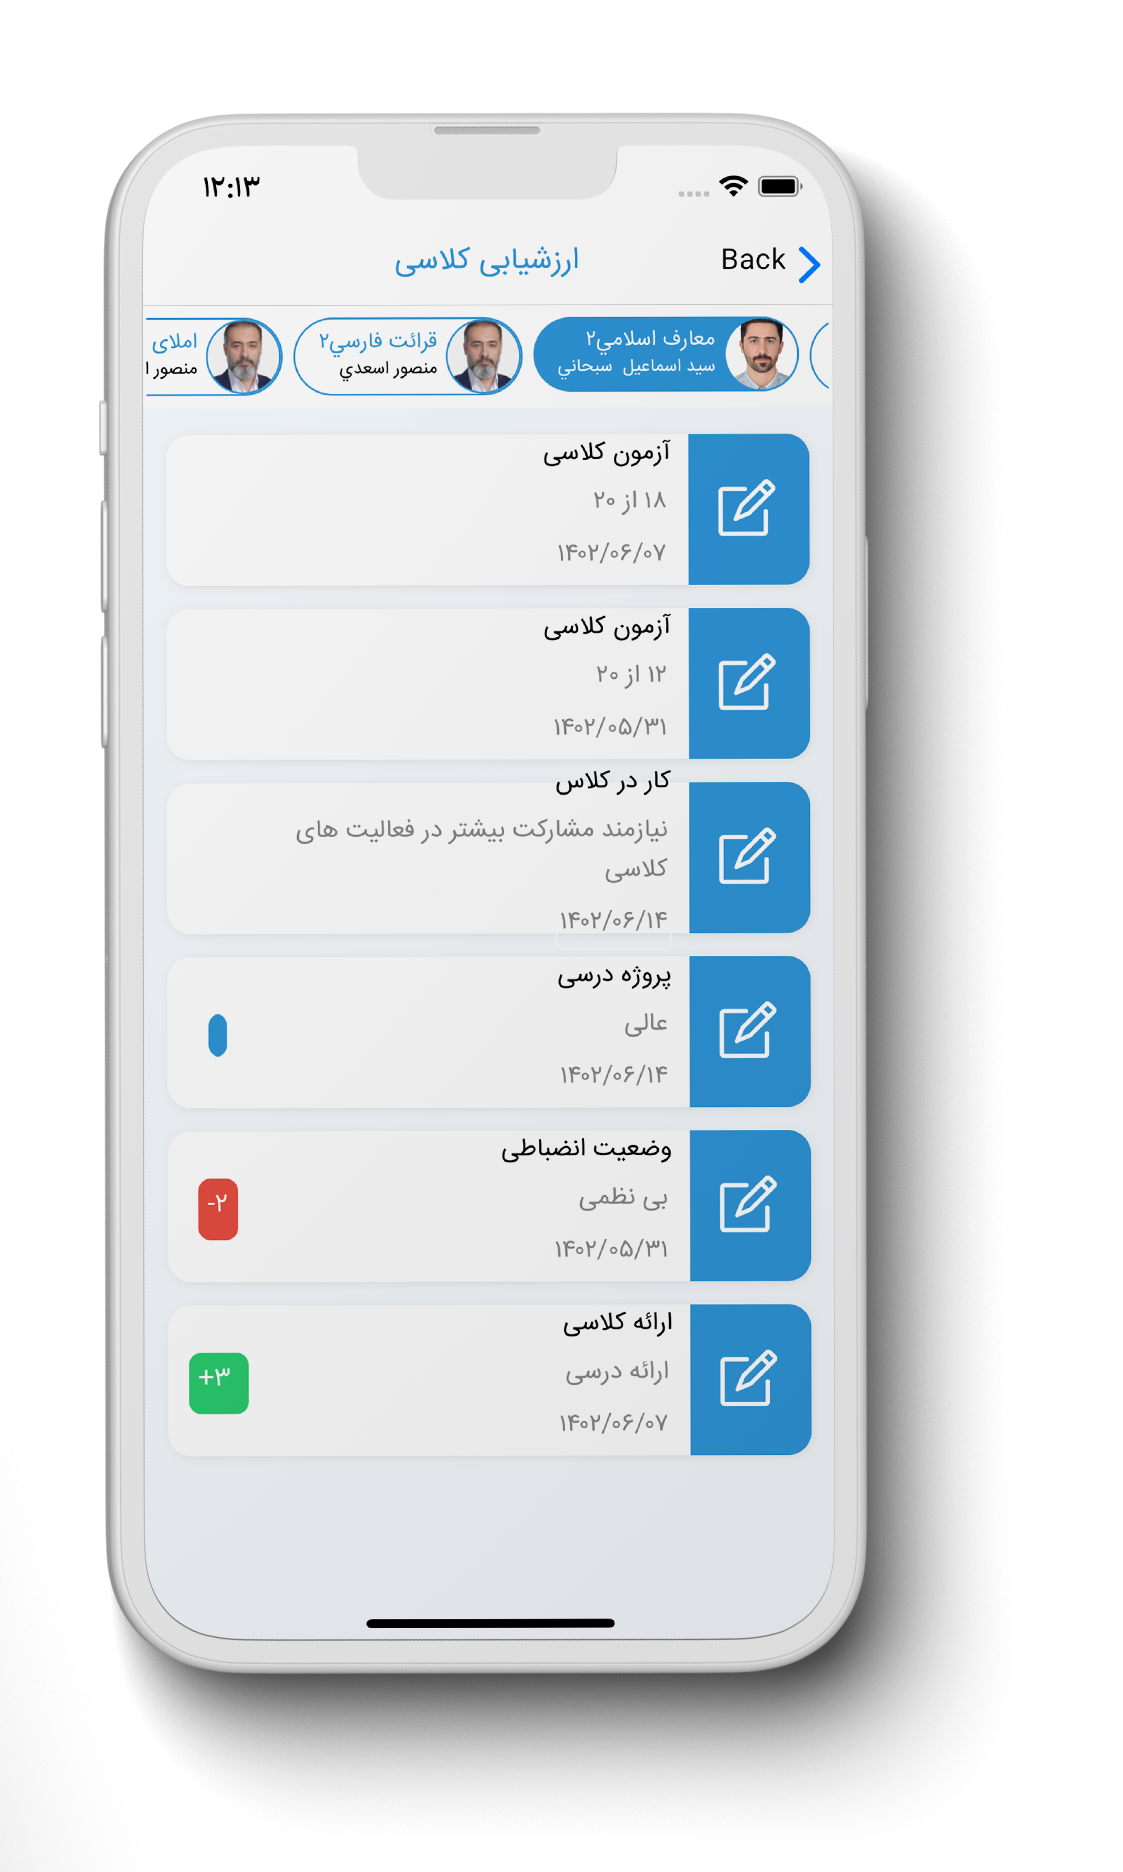 ۱۲:۱۳
Back
ارزشیابی کلاسی
معارف اسلامي۲
سید اسماعیل سبحاني
قرائت فارسي۲
منصور اسعدي
املای
منصور ا
آزمون کلاسی
۱۸ از ۲۰
۱۴۰۲/۰۶/۰۷
آزمون کلاسی
۱۲ از ۲۰
۱۴۰۲/۰۵/۳۱
کار در کلاس
نیازمند مشارکت بیشتر در فعالیت های
کلاسی
۱۴۰۲/۰۶/۱۴
پروژه درسی
عالی
۱۴۰۲/۰۶/۱۴
وضعیت انضباطی
بی نظمی
-۲
۱۴۰۲/۰۵/۳۱
ارائه کلاسی
ارائه درسی
+۳
۱۴۰۲/۰۶/۰۷